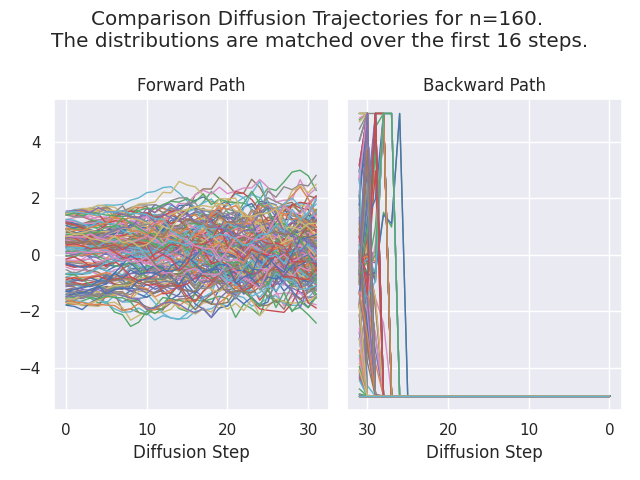 Comparison Diffusion Trajectories for n=160.
The distributions are matched over the first 16 steps.
Forward Path
Backward Path
4
2
0
−2
−4
0 10 20 30
30 20 10 0
Diffusion Step
Diffusion Step